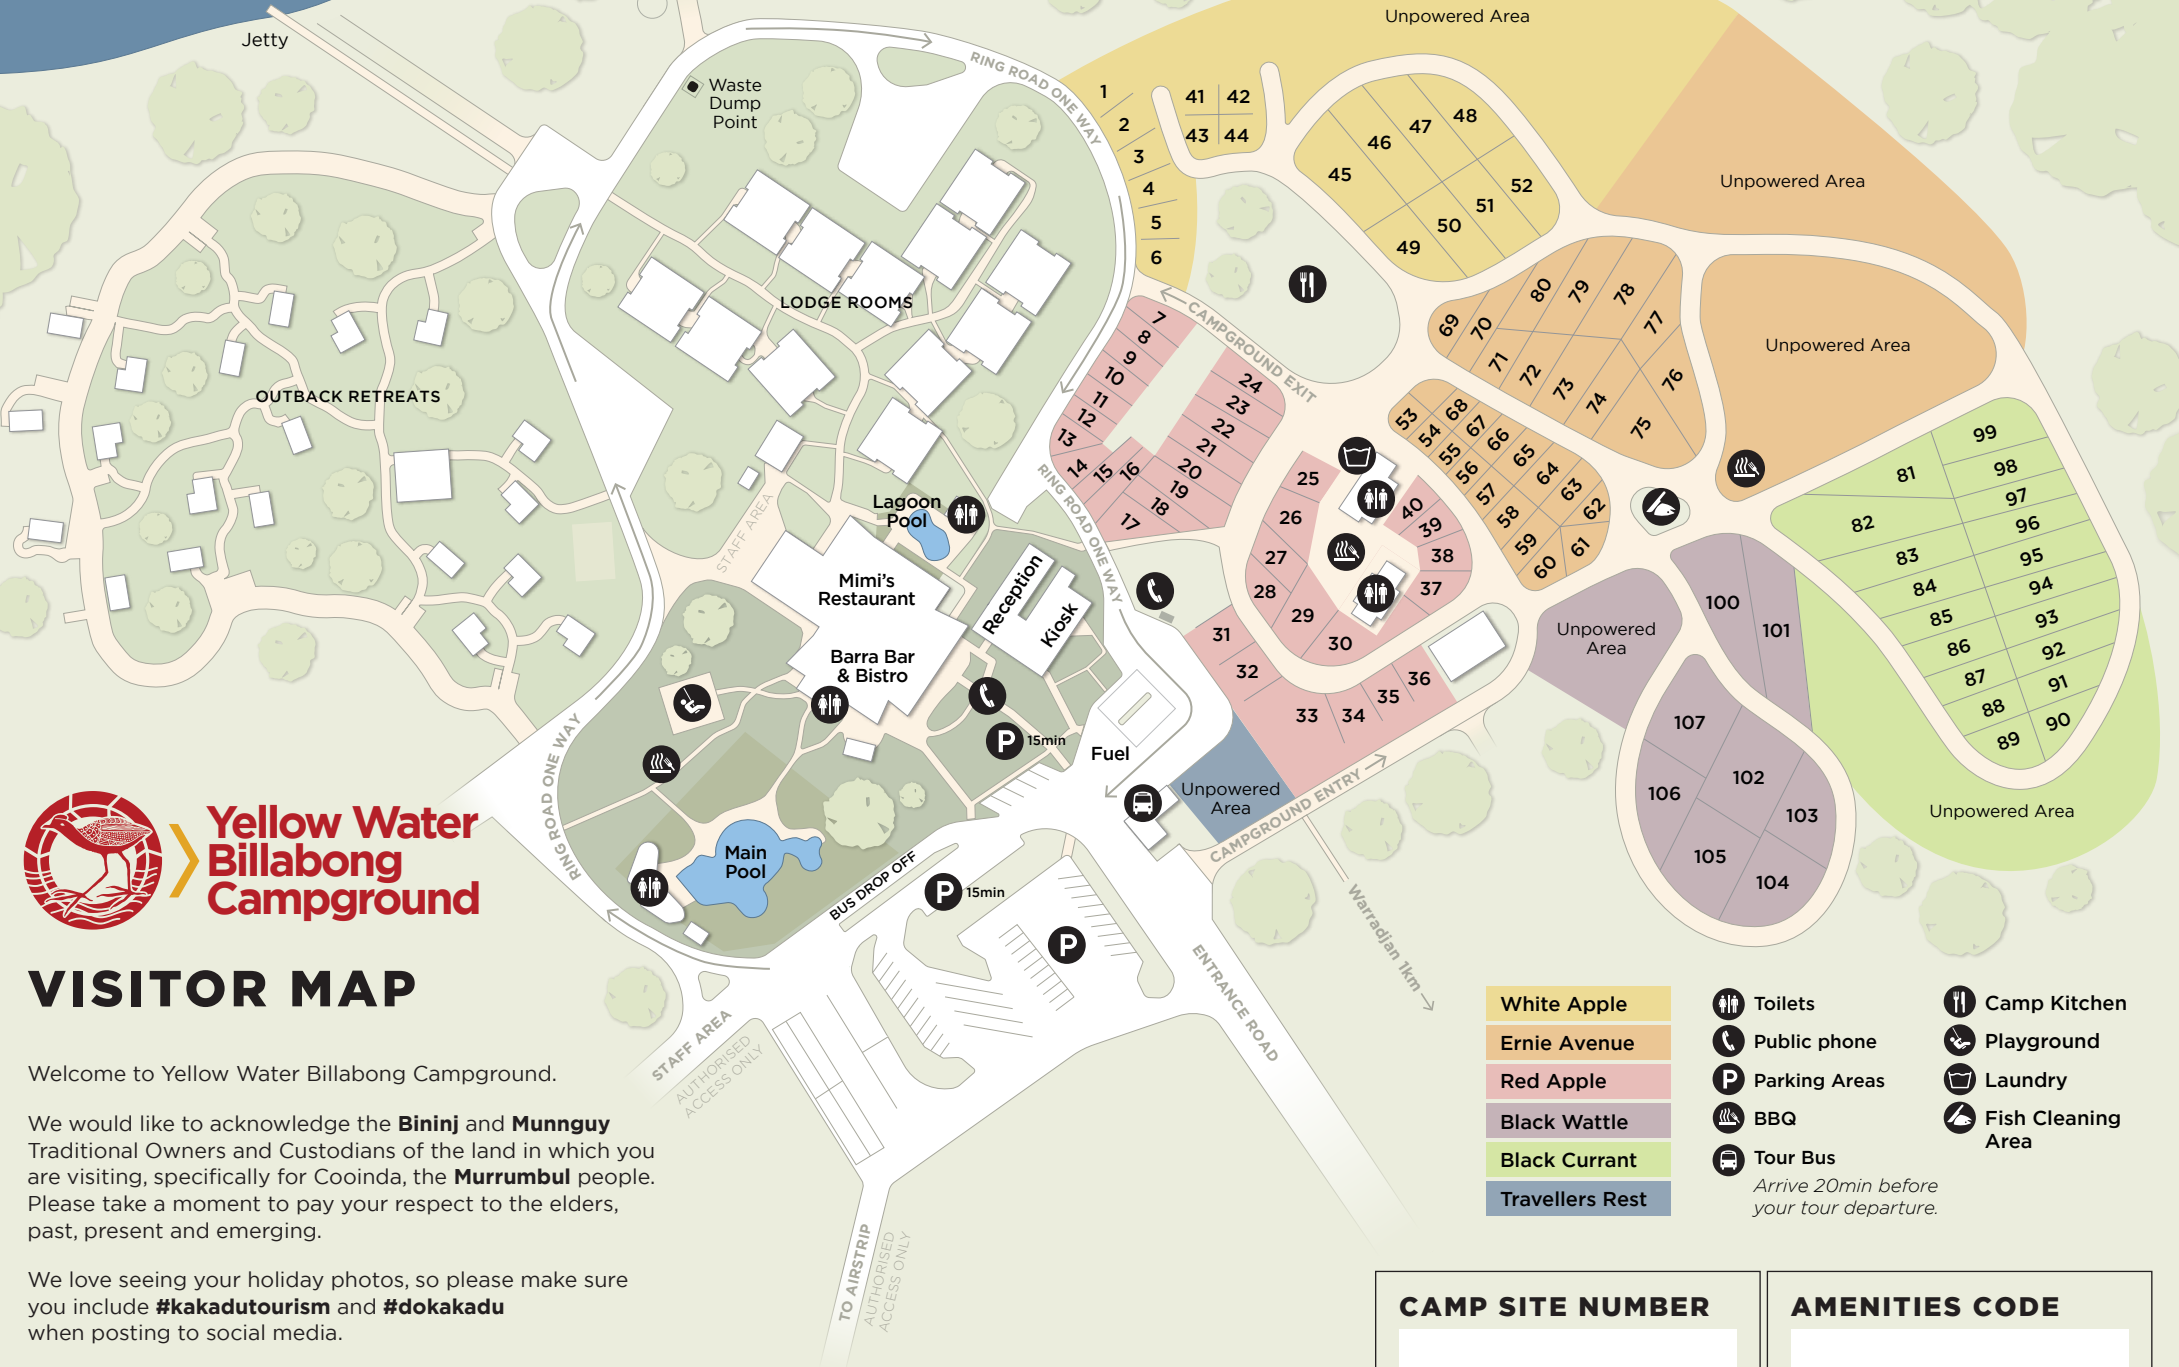 Jetty
Waste
Dump
Point
RING ROAD ONE WAY
Unpowered Area
Unpowered Area
Unpowered Area
1
2
3
4
5
6
41
42
43
44
45
46
47
48
49
50
51
52
CAMPGROUND EXIT
7
8
9
10
11
12
13
14
15
16
17
18
19
20
21
22
23
24
69
70
71
72
73
74
75
76
77
78
79
80
53
54
55
56
57
58
59
60
61
62
63
64
65
66
67
68
25
26
27
28
29
30
31
32
33
34
35
36
37
38
39
40
81
82
83
84
85
86
87
88
89
90
91
92
93
94
95
96
97
98
99
100
101
102
103
104
105
106
107
Unpowered
Area
Unpowered Area
Unpowered
Area
LODGE ROOMS
OUTBACK RETREATS
STAFF AREA
Lagoon
Pool
Mimi's
Restaurant
Barra Bar
& Bistro
Reception
Kiosk
RING ROAD ONE WAY
P 15min
Fuel
CAMPGROUND ENTRY
Warradjan 1km
RING ROAD ONE WAY
Main
Pool
BUS DROP OFF
P 15min
P
ENTRANCE ROAD
STAFF AREA
AUTHORISED
ACCESS ONLY
TO AIRSTRIP
AUTHORISED
ACCESS ONLY
Yellow Water
Billabong
Campground
VISITOR MAP
Welcome to Yellow Water Billabong Campground.
We would like to acknowledge the Bininj and Munnguy
Traditional Owners and Custodians of the land in which you
are visiting, specifically for Cooinda, the Murrumbul people.
Please take a moment to pay your respect to the elders,
past, present and emerging.
We love seeing your holiday photos, so please make sure
you include #kakadutourism and #dokakadu
when posting to social media.
White Apple
Ernie Avenue
Red Apple
Black Wattle
Black Currant
Travellers Rest
Toilets
Public phone
P Parking Areas
BBQ
Tour Bus
Arrive 20min before
your tour departure.
Camp Kitchen
Playground
Laundry
Fish Cleaning
Area
CAMP SITE NUMBER
AMENITIES CODE